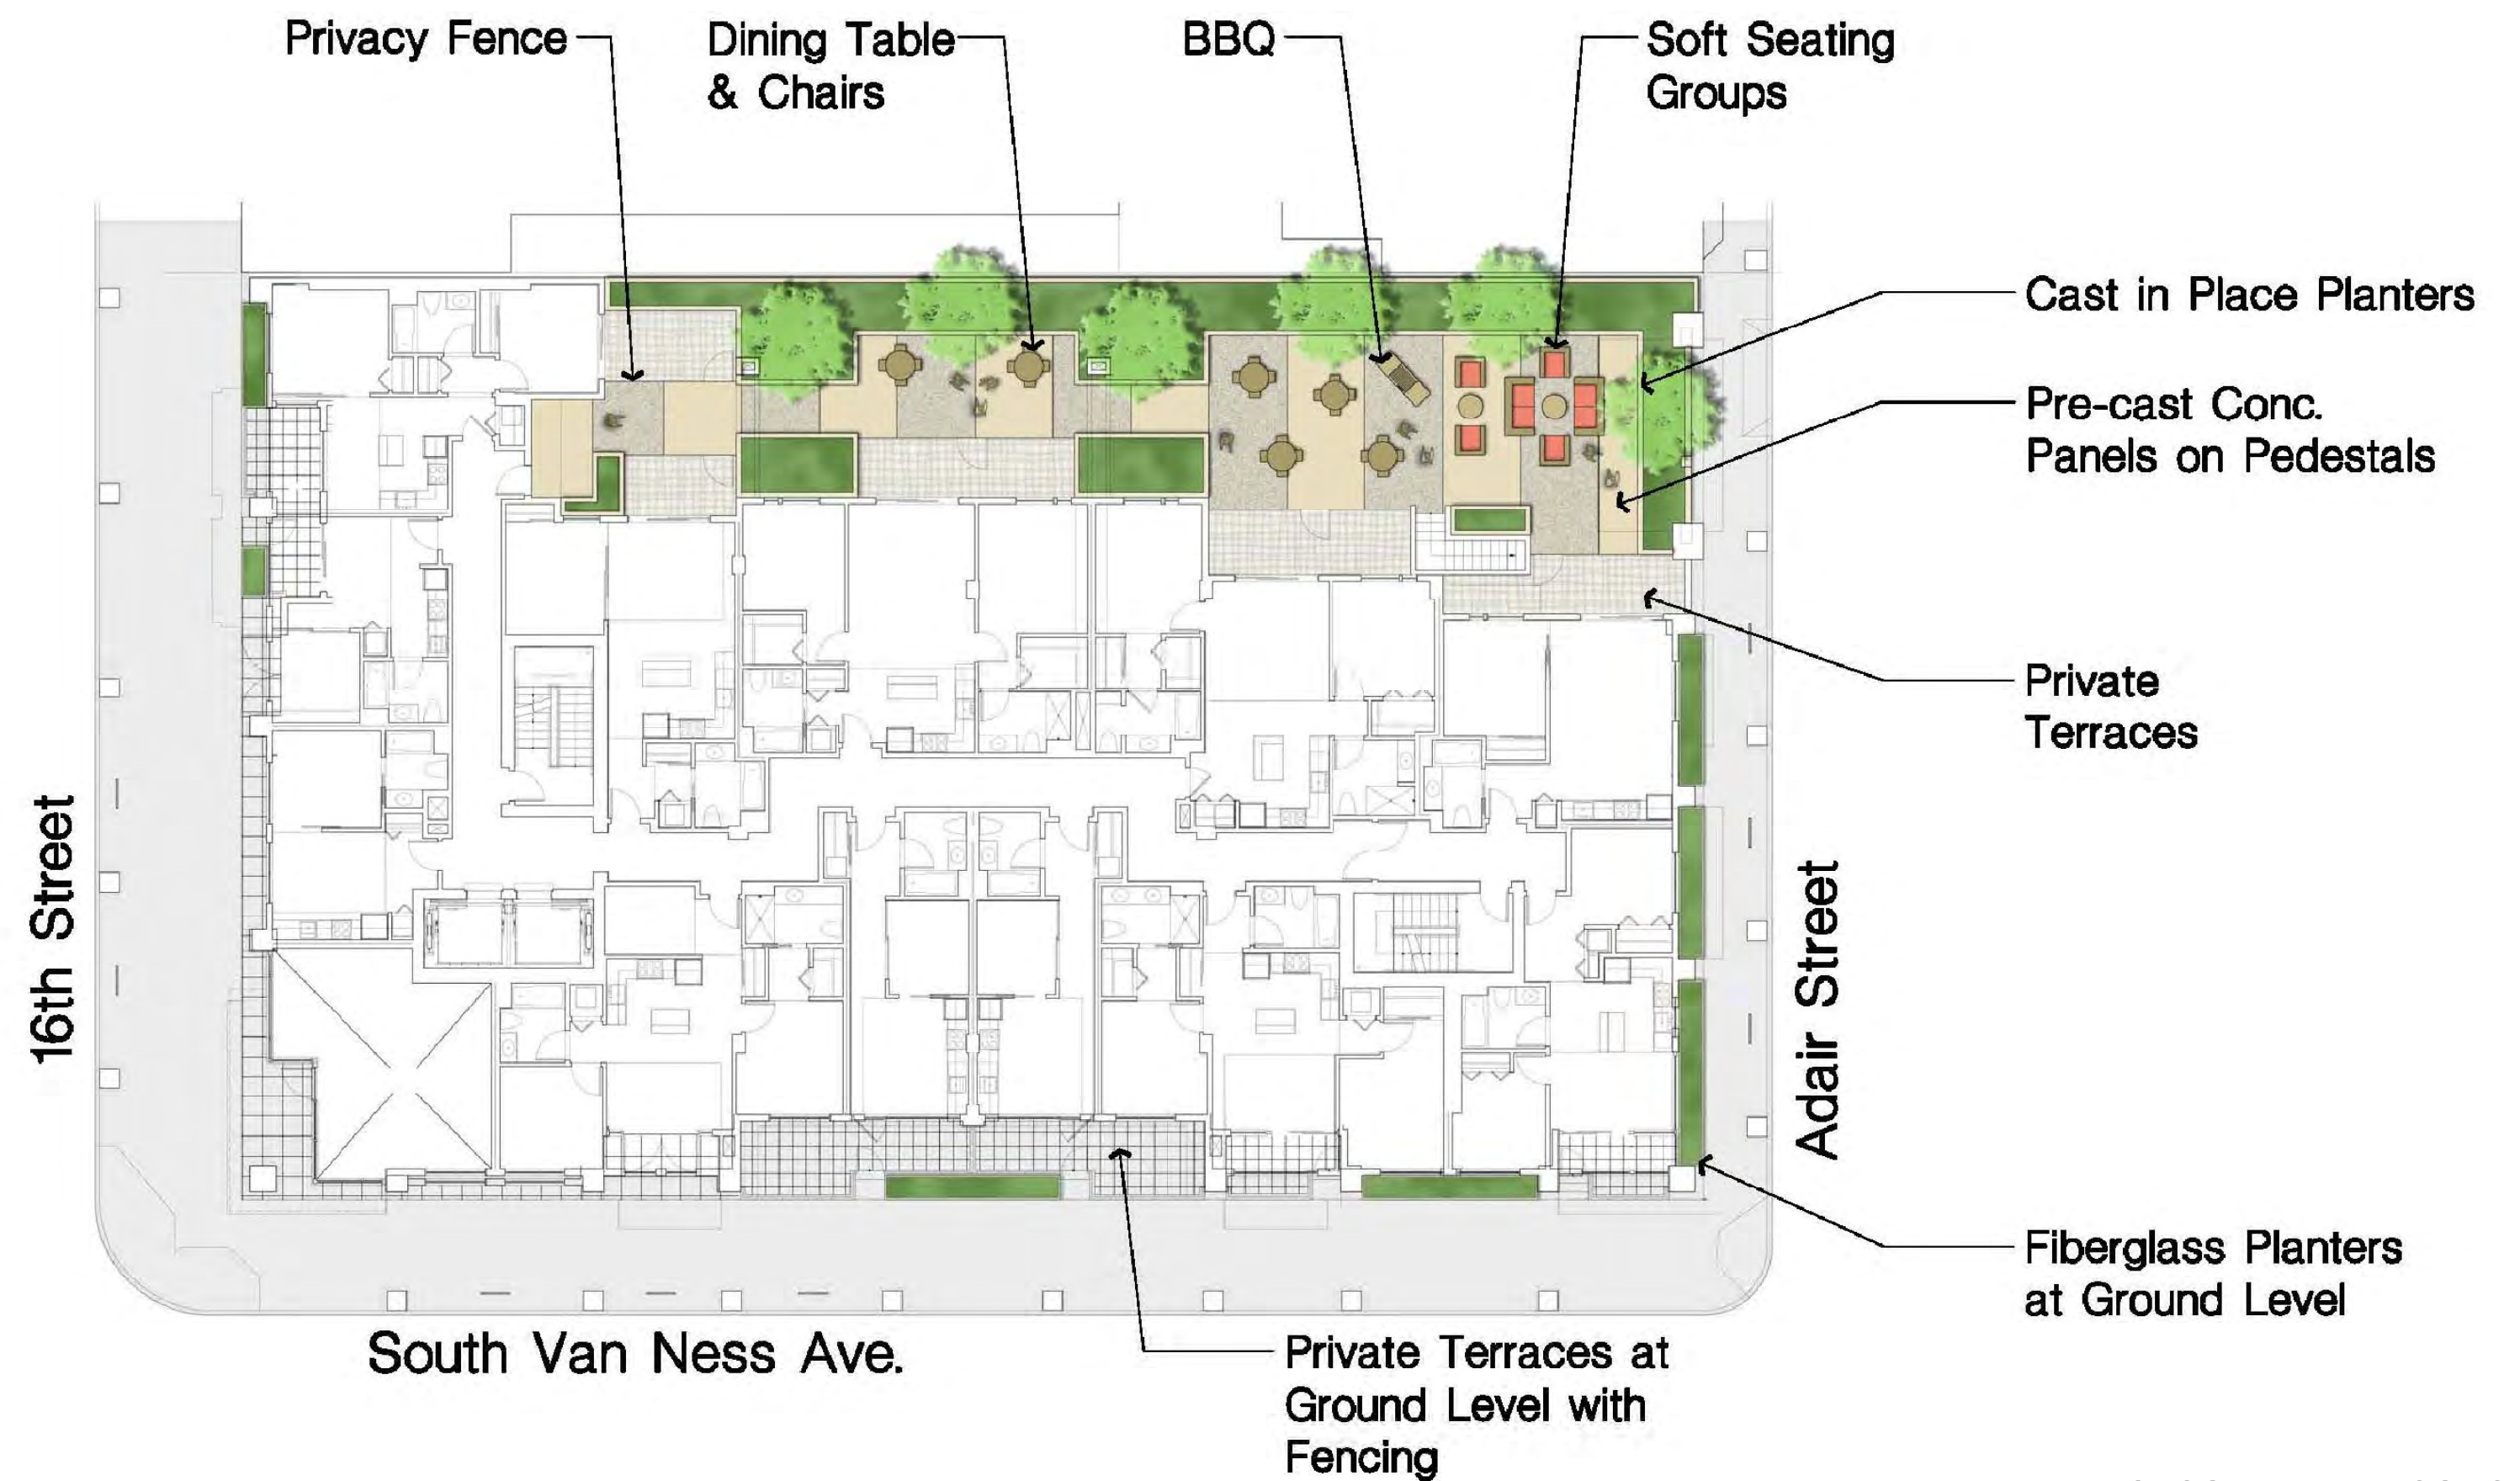 Privacy Fence
Dining Table
& Chairs
BBQ
Soft Seating
Groups
Cast in Place Planters
Pre-cast Conc.
Panels on Pedestals
Private
Terraces
16th Street
Adair Street
Fiberglass Planters
at Ground Level
South Van Ness Ave.
Private Terraces at
Ground Level with
Fencing